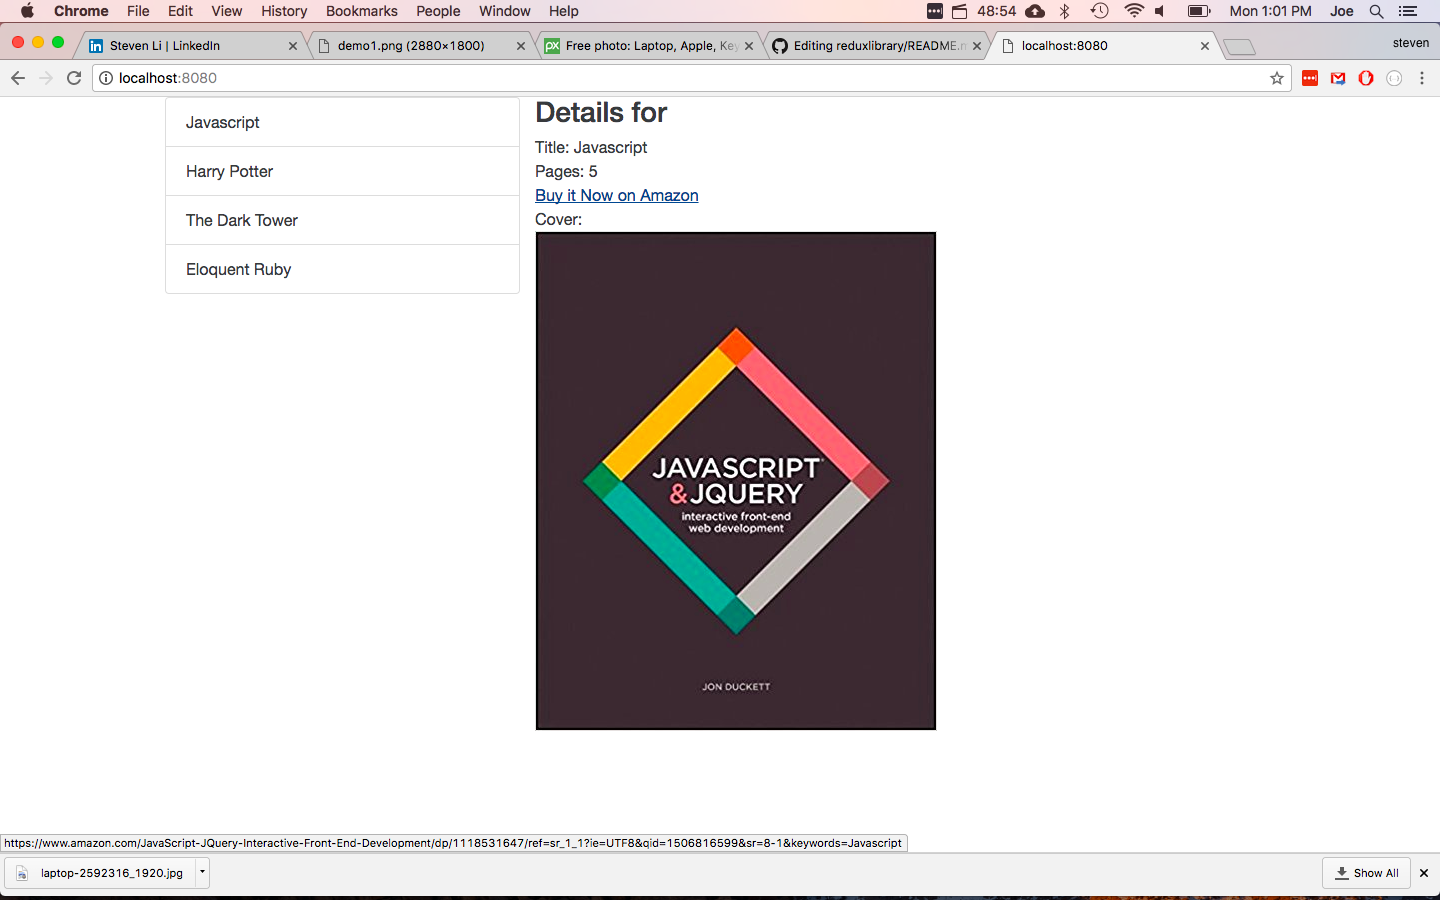 Chrome File Edit View History Bookmarks People Window Help 48:54 Mon 1:01 PM Joe
Steven Li | LinkedIn
demo1.png (2880×1800)
Free photo: Laptop, Apple, Key
Editing reduxlibrary/README.m
localhost:8080
steven
localhost:8080
Javascript
Harry Potter
The Dark Tower
Eloquent Ruby
Details for
Title: Javascript
Pages: 5
Buy it Now on Amazon
Cover:
JAVASCRIPT
&JQUERY
interactive front-end
web development
JON DUCKETT
https://www.amazon.com/JavaScript-JQuery-Interactive-Front-End-Development/dp/1118531647/ref=sr_1_1?ie=UTF8&qid=1506816599&sr=8-1&keywords=Javascript
laptop-2592316_1920.jpg
Show All